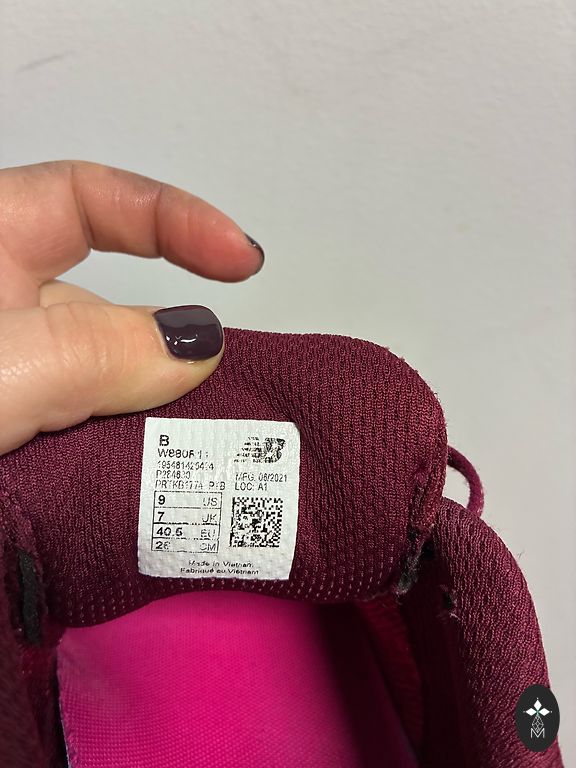 B
MFG. 08/2021
LOC: A1
9 US
7 UK
40.5 EU
26 CM
Made in Vietnam
Fabriqué au Vietnam
M